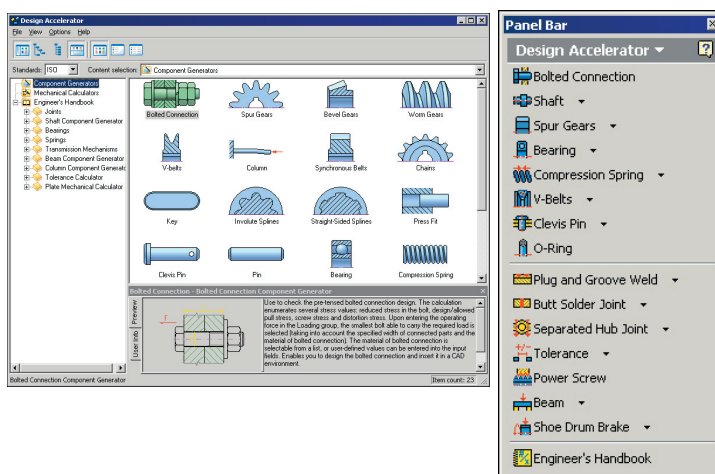 Design Accelerator
File View Options Help
Standards: ISO Content selection: Component Generators
Component Generators
Mechanical Calculators
Engineer's Handbook
Joints
Shaft Component Generator
Bearings
Springs
Transmission Mechanisms
Beam Component Generator
Column Component Generatc
Tolerance Calculator
Plate Mechanical Calculator
Bolted Connection Spur Gears Bevel Gears Worm Gears
V-belts Column Synchronous Belts Chains
Key Involute Splines Straight-Sided Splines Press Fit
Clevis Pin Pin Bearing Compression Spring
Bolted Connection - Bolted Connection Component Generator
Preview
User info
F
Use to check the pre-tensed bolted connection design. The calculation
enumerates several stress values: reduced stress in the bolt, design/allowed
pull stress, screw stress and distortion stress. Upon entering the operating
force in the Loading group, the smallest bolt able to carry the required load is
selected (taking into account the specified width of connected parts and the
material of bolted connection). The material of bolted connection is
selectable from a list, or user-defined values can be entered into the input
fields. Enables you to design the bolted connection and insert it in a CAD
environment.
Bolted Connection Component Generator Item count: 23
Panel Bar
Design Accelerator
Bolted Connection
Shaft
Spur Gears
Bearing
Compression Spring
V-Belts
Clevis Pin
O-Ring
Plug and Groove Weld
Butt Solder Joint
Separated Hub Joint
+/- Tolerance
Power Screw
Beam
Shoe Drum Brake
Engineer's Handbook